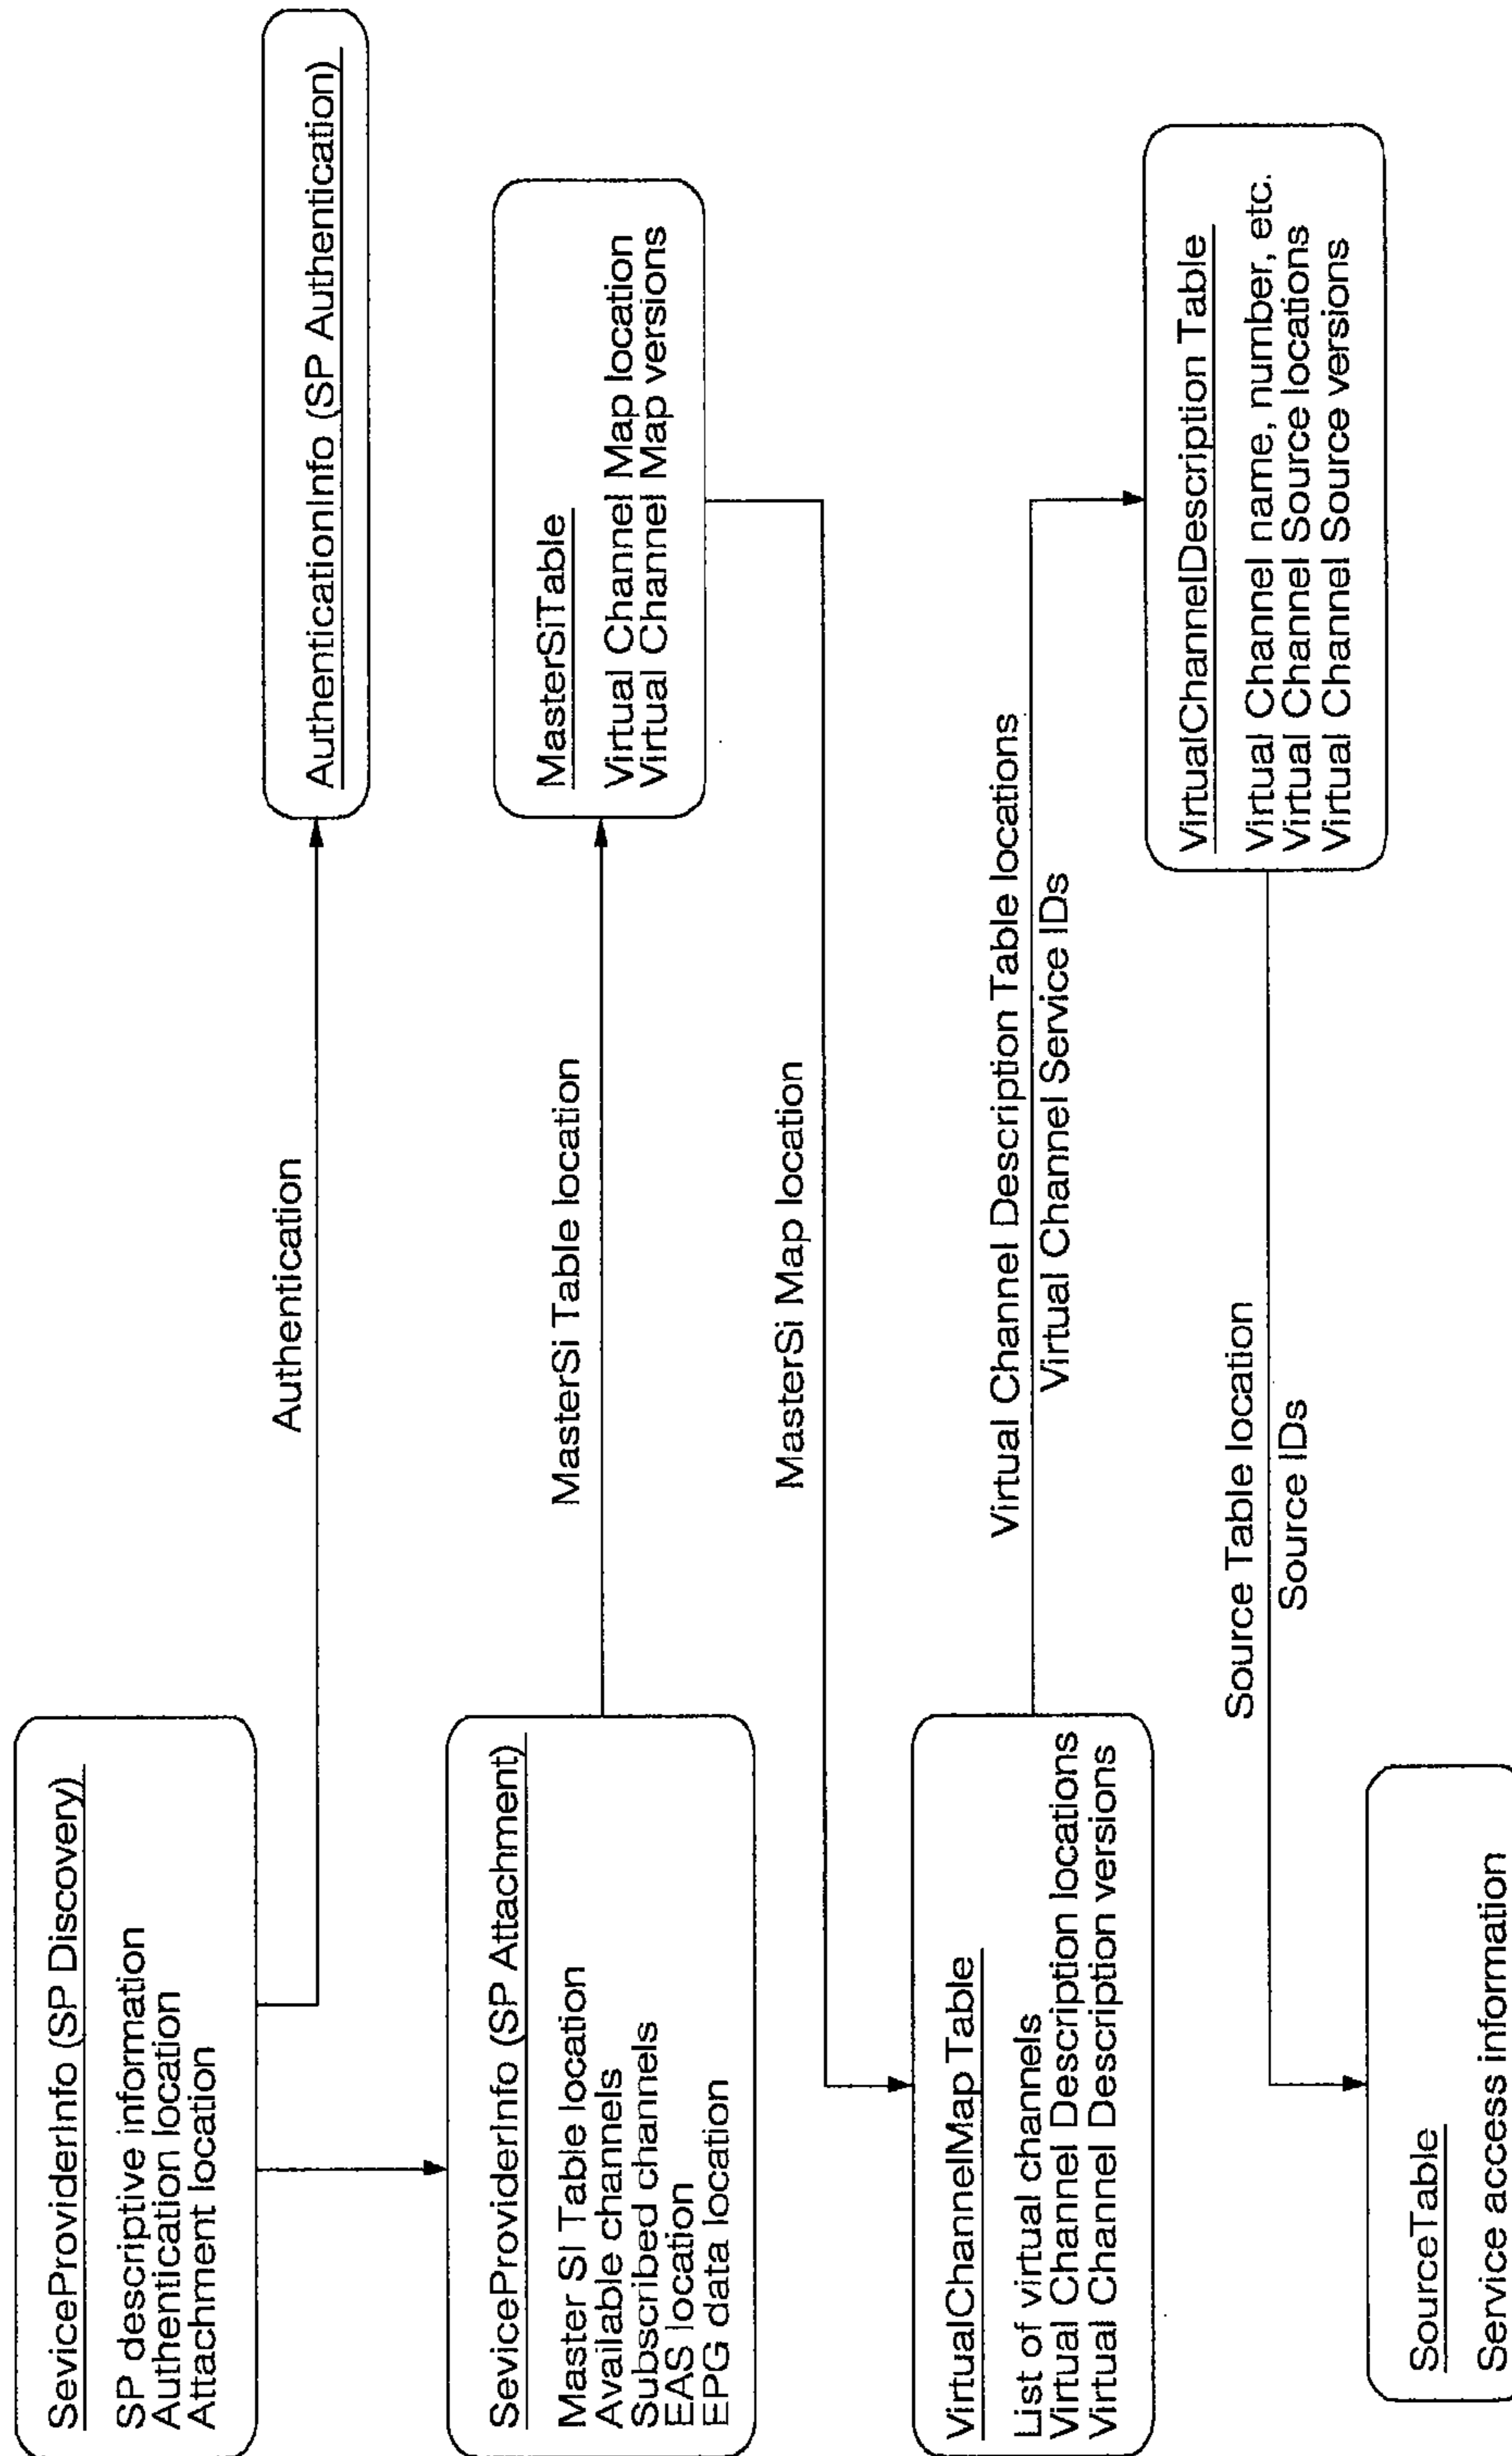 SeviceProviderInfo (SP Discovery)
SP descriptive information
Authentication location
Attachment location
Authentication
AuthenticationInfo (SP Authentication)
SeviceProviderInfo (SP Attachment)
Master SI Table location
Available channels
Subscribed channels
EAS location
EPG data location
MasterSi Table location
MasterSiTable
Virtual Channel Map location
Virtual Channel Map versions
MasterSi Map location
VirtualChannelMap Table
List of virtual channels
Virtual Channel Description locations
Virtual Channel Description versions
Virtual Channel Description Table locations
Virtual Channel Service IDs
VirtualChannelDescription Table
Virtual Channel name, number, etc.
Virtual Channel Source locations
Virtual Channel Source versions
Source Table location
Source IDs
SourceTable
Service access information